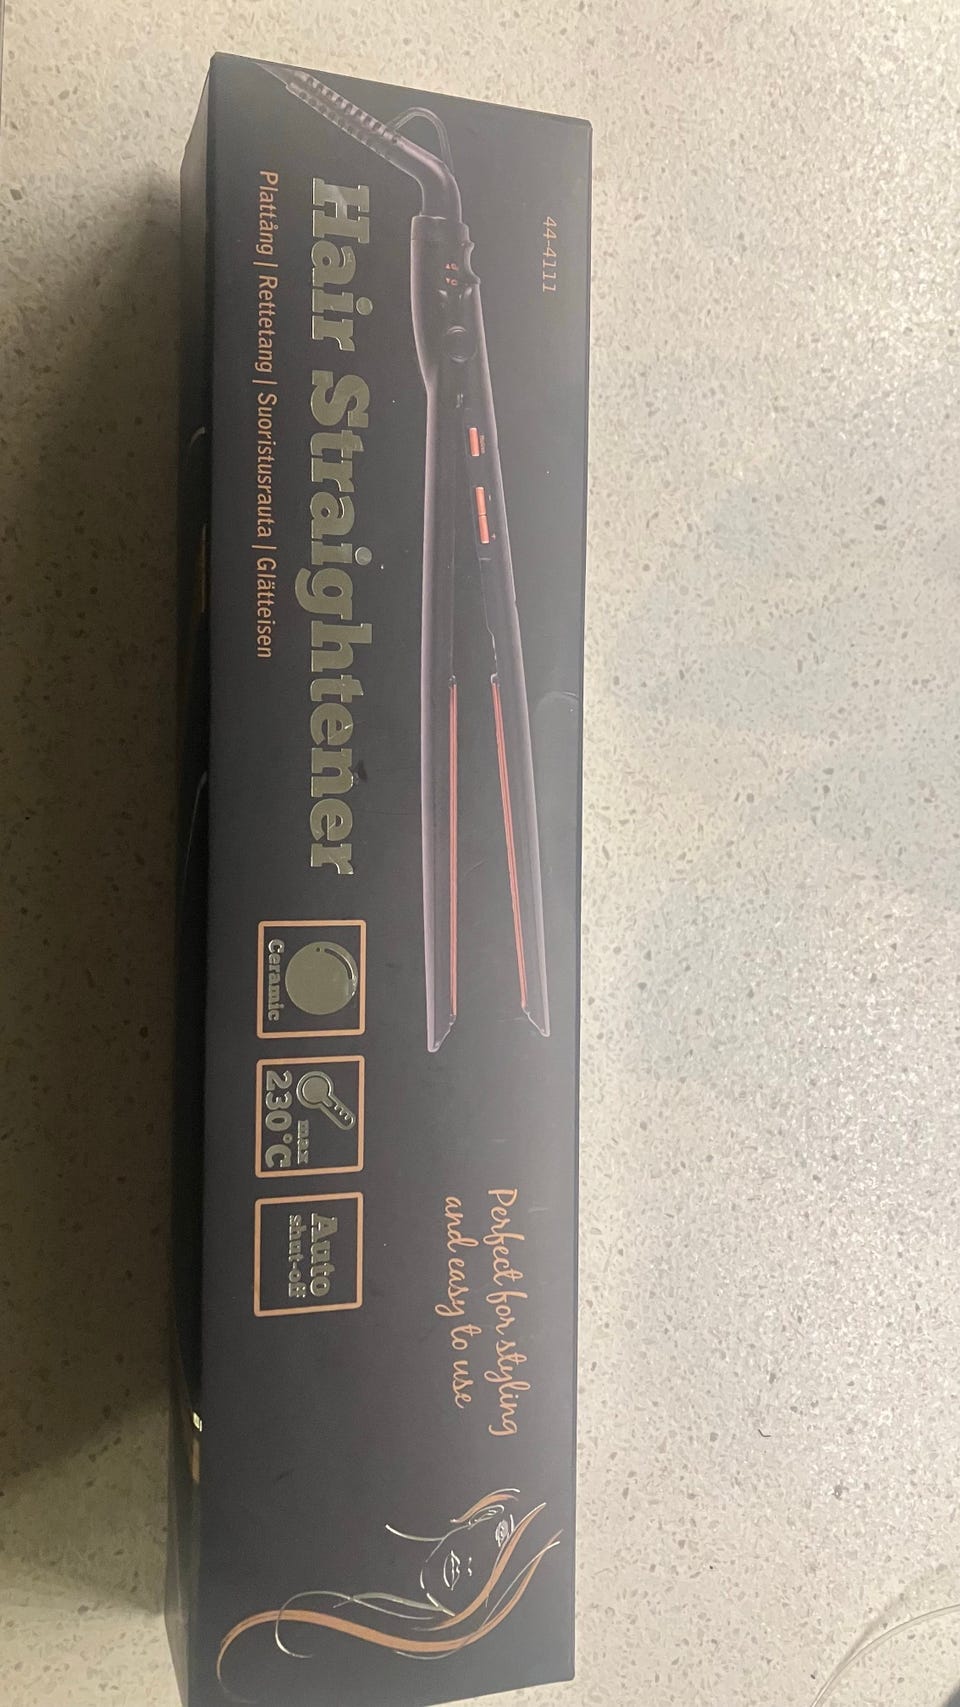 44-4111
Hair Straightener
Plattång | Rettetang | Suoristusrauta | Glätteisen
Ceramic
max
230°C
Auto
shut-off
Perfect for styling
and easy to use